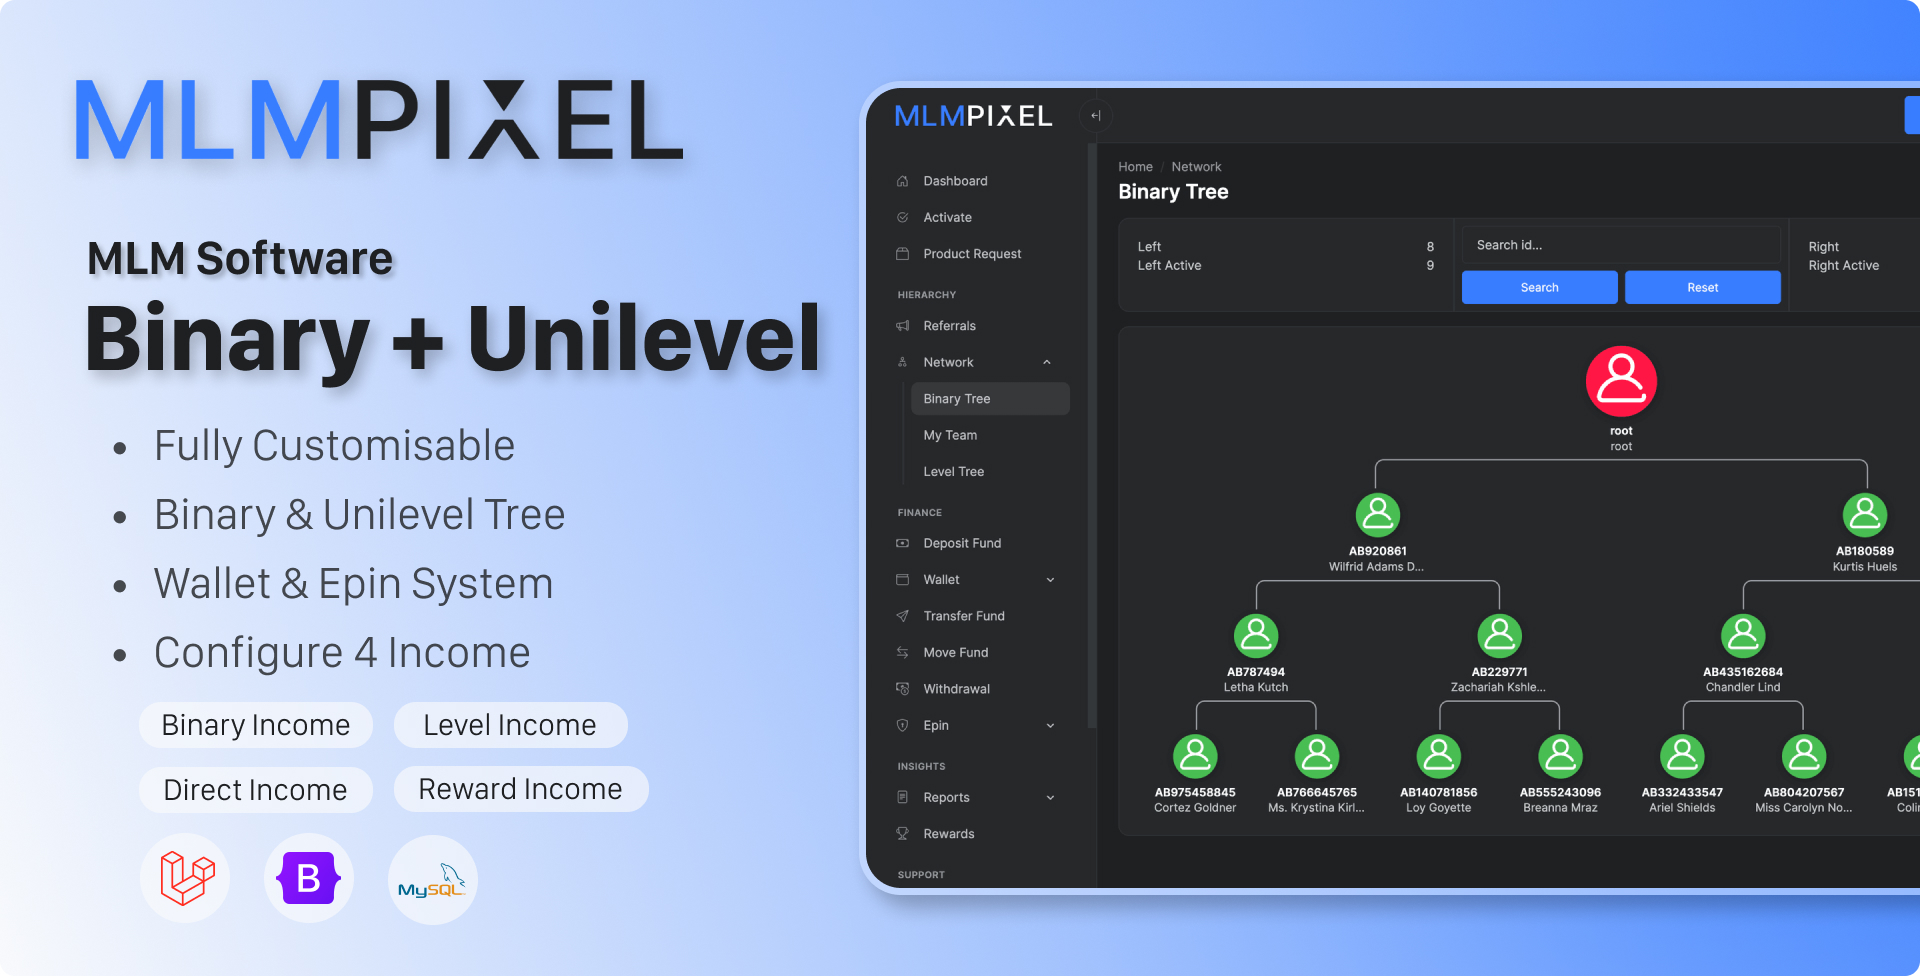 MLMPIXEL
MLM Software
Binary + Unilevel
• Fully Customisable
• Binary & Unilevel Tree
• Wallet & Epin System
• Configure 4 Income
Binary Income
Level Income
Direct Income
Reward Income
B
MySQL
MLMPIXEL
Dashboard
Activate
Product Request
HIERARCHY
Referrals
Network
Binary Tree
My Team
Level Tree
FINANCE
Deposit Fund
Wallet
Transfer Fund
Move Fund
Withdrawal
Epin
INSIGHTS
Reports
Rewards
SUPPORT
Home / Network
Binary Tree
Left 8
Left Active 9
Search id...
Search
Reset
Right
Right Active
root
root
AB920861
Wilfrid Adams D...
AB180589
Kurtis Huels
AB787494
Letha Kutch
AB229771
Zachariah Kshle...
AB435162684
Chandler Lind
AB975458845
Cortez Goldner
AB766645765
Ms. Krystina Kirl...
AB140781856
Loy Goyette
AB555243096
Breanna Mraz
AB332433547
Ariel Shields
AB804207567
Miss Carolyn No...
AB151
Colin